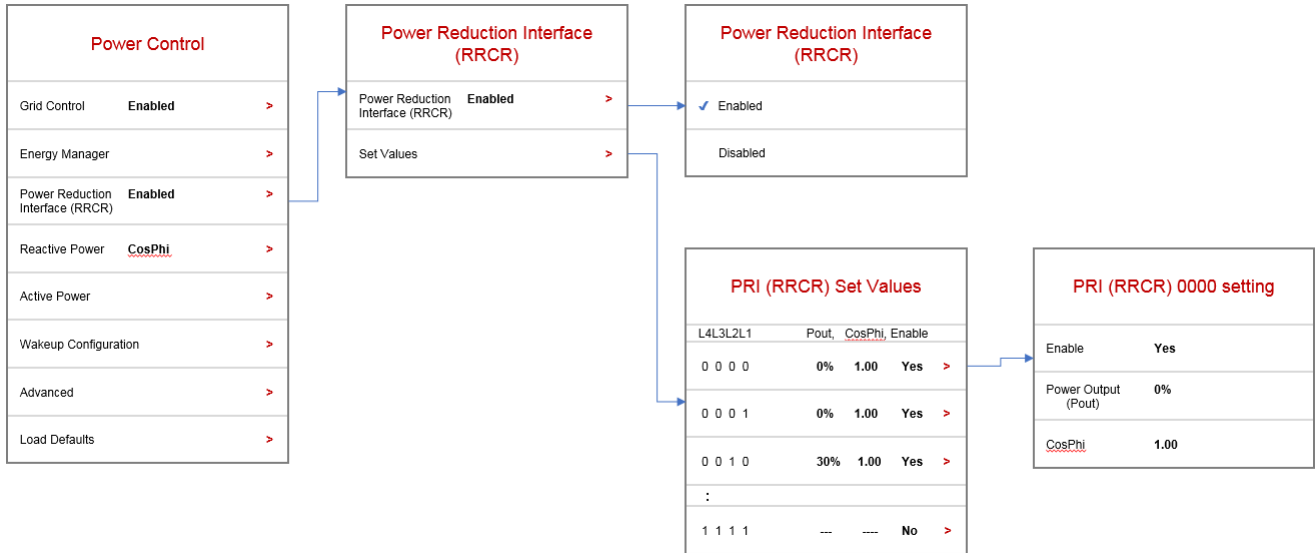 Power Control
Grid Control Enabled >
Energy Manager >
Power Reduction Enabled >
Interface (RRCR)
Reactive Power CosPhi >
Active Power >
Wakeup Configuration >
Advanced >
Load Defaults >
Power Reduction Interface
(RRCR)
Power Reduction Enabled >
Interface (RRCR)
Set Values >
Power Reduction Interface
(RRCR)
✓ Enabled
Disabled
PRI (RRCR) Set Values
L4L3L2L1 Pout, CosPhi, Enable
0 0 0 0 0% 1.00 Yes >
0 0 0 1 0% 1.00 Yes >
0 0 1 0 30% 1.00 Yes >
:
1 1 1 1 --- ---- No >
PRI (RRCR) 0000 setting
Enable Yes
Power Output 0%
(Pout)
CosPhi 1.00